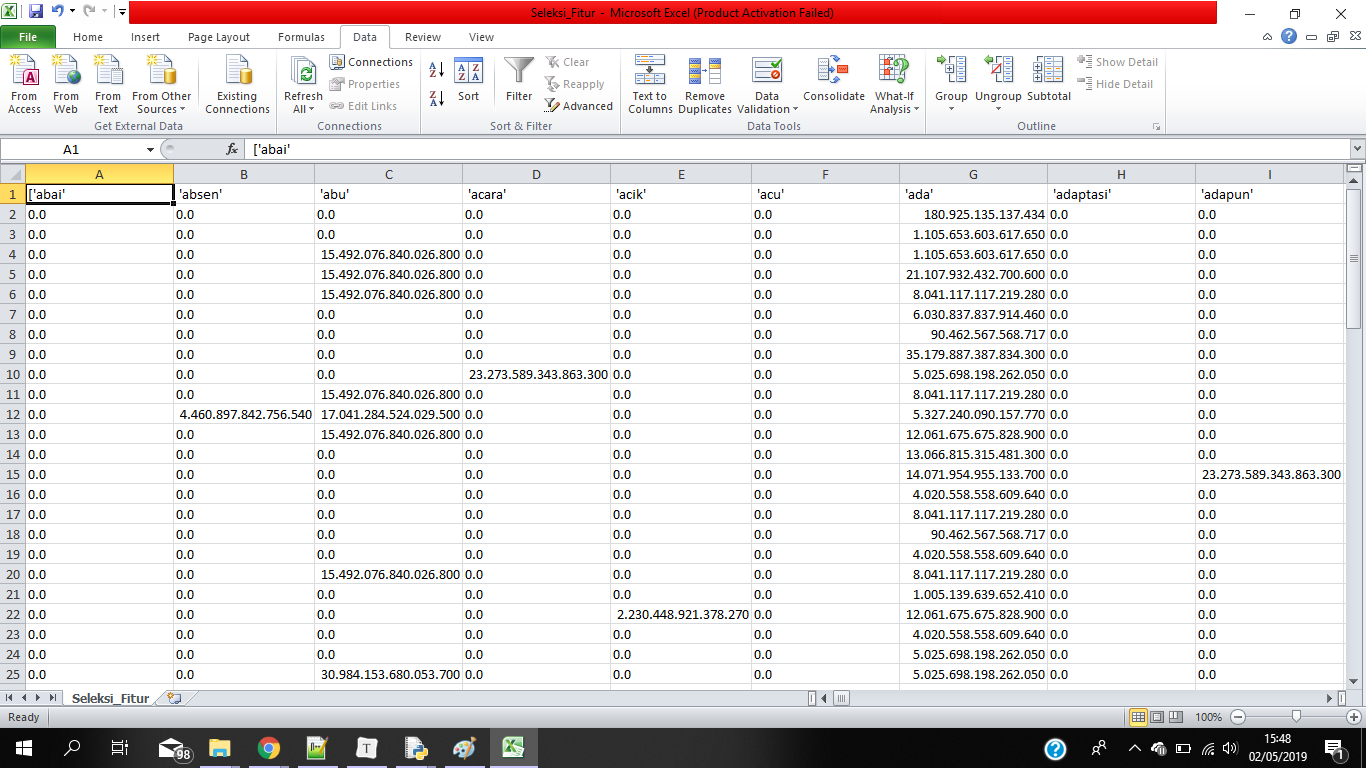 Seleksi_Fitur - Microsoft Excel (Product Activation Failed)
File Home Insert Page Layout Formulas Data Review View
From Access From Web From Text From Other Sources Existing Connections Refresh All Connections Properties Edit Links Sort Filter Clear Reapply Advanced Text to Columns Remove Duplicates Data Validation Consolidate What-If Analysis Group Ungroup Subtotal Show Detail Hide Detail
Get External Data Connections Sort & Filter Data Tools Outline
A1 fx ['abai'
A B C D E F G H I
1 ['abai' 'absen' 'abu' 'acara' 'acik' 'acu' 'ada' 'adaptasi' 'adapun'
2 0.0 0.0 0.0 0.0 0.0 0.0 180.925.135.137.434 0.0 0.0
3 0.0 0.0 0.0 0.0 0.0 0.0 1.105.653.603.617.650 0.0 0.0
4 0.0 0.0 15.492.076.840.026.800 0.0 0.0 0.0 1.105.653.603.617.650 0.0 0.0
5 0.0 0.0 15.492.076.840.026.800 0.0 0.0 0.0 21.107.932.432.700.600 0.0 0.0
6 0.0 0.0 15.492.076.840.026.800 0.0 0.0 0.0 8.041.117.117.219.280 0.0 0.0
7 0.0 0.0 0.0 0.0 0.0 0.0 6.030.837.837.914.460 0.0 0.0
8 0.0 0.0 0.0 0.0 0.0 0.0 90.462.567.568.717 0.0 0.0
9 0.0 0.0 0.0 0.0 0.0 0.0 35.179.887.387.834.300 0.0 0.0
10 0.0 0.0 0.0 23.273.589.343.863.300 0.0 0.0 5.025.698.198.262.050 0.0 0.0
11 0.0 0.0 15.492.076.840.026.800 0.0 0.0 0.0 8.041.117.117.219.280 0.0 0.0
12 0.0 4.460.897.842.756.540 17.041.284.524.029.500 0.0 0.0 0.0 5.327.240.090.157.770 0.0 0.0
13 0.0 0.0 15.492.076.840.026.800 0.0 0.0 0.0 12.061.675.675.828.900 0.0 0.0
14 0.0 0.0 0.0 0.0 0.0 0.0 13.066.815.315.481.300 0.0 0.0
15 0.0 0.0 0.0 0.0 0.0 0.0 14.071.954.955.133.700 0.0 23.273.589.343.863.300
16 0.0 0.0 0.0 0.0 0.0 0.0 4.020.558.558.609.640 0.0 0.0
17 0.0 0.0 0.0 0.0 0.0 0.0 8.041.117.117.219.280 0.0 0.0
18 0.0 0.0 0.0 0.0 0.0 0.0 90.462.567.568.717 0.0 0.0
19 0.0 0.0 0.0 0.0 0.0 0.0 4.020.558.558.609.640 0.0 0.0
20 0.0 0.0 15.492.076.840.026.800 0.0 0.0 0.0 8.041.117.117.219.280 0.0 0.0
21 0.0 0.0 0.0 0.0 0.0 0.0 1.005.139.639.652.410 0.0 0.0
22 0.0 0.0 0.0 0.0 2.230.448.921.378.270 0.0 12.061.675.675.828.900 0.0 0.0
23 0.0 0.0 0.0 0.0 0.0 0.0 4.020.558.558.609.640 0.0 0.0
24 0.0 0.0 0.0 0.0 0.0 0.0 5.025.698.198.262.050 0.0 0.0
25 0.0 0.0 30.984.153.680.053.700 0.0 0.0 0.0 5.025.698.198.262.050 0.0 0.0
Seleksi_Fitur
Ready 100%
98 T 15:48
02/05/2019 1